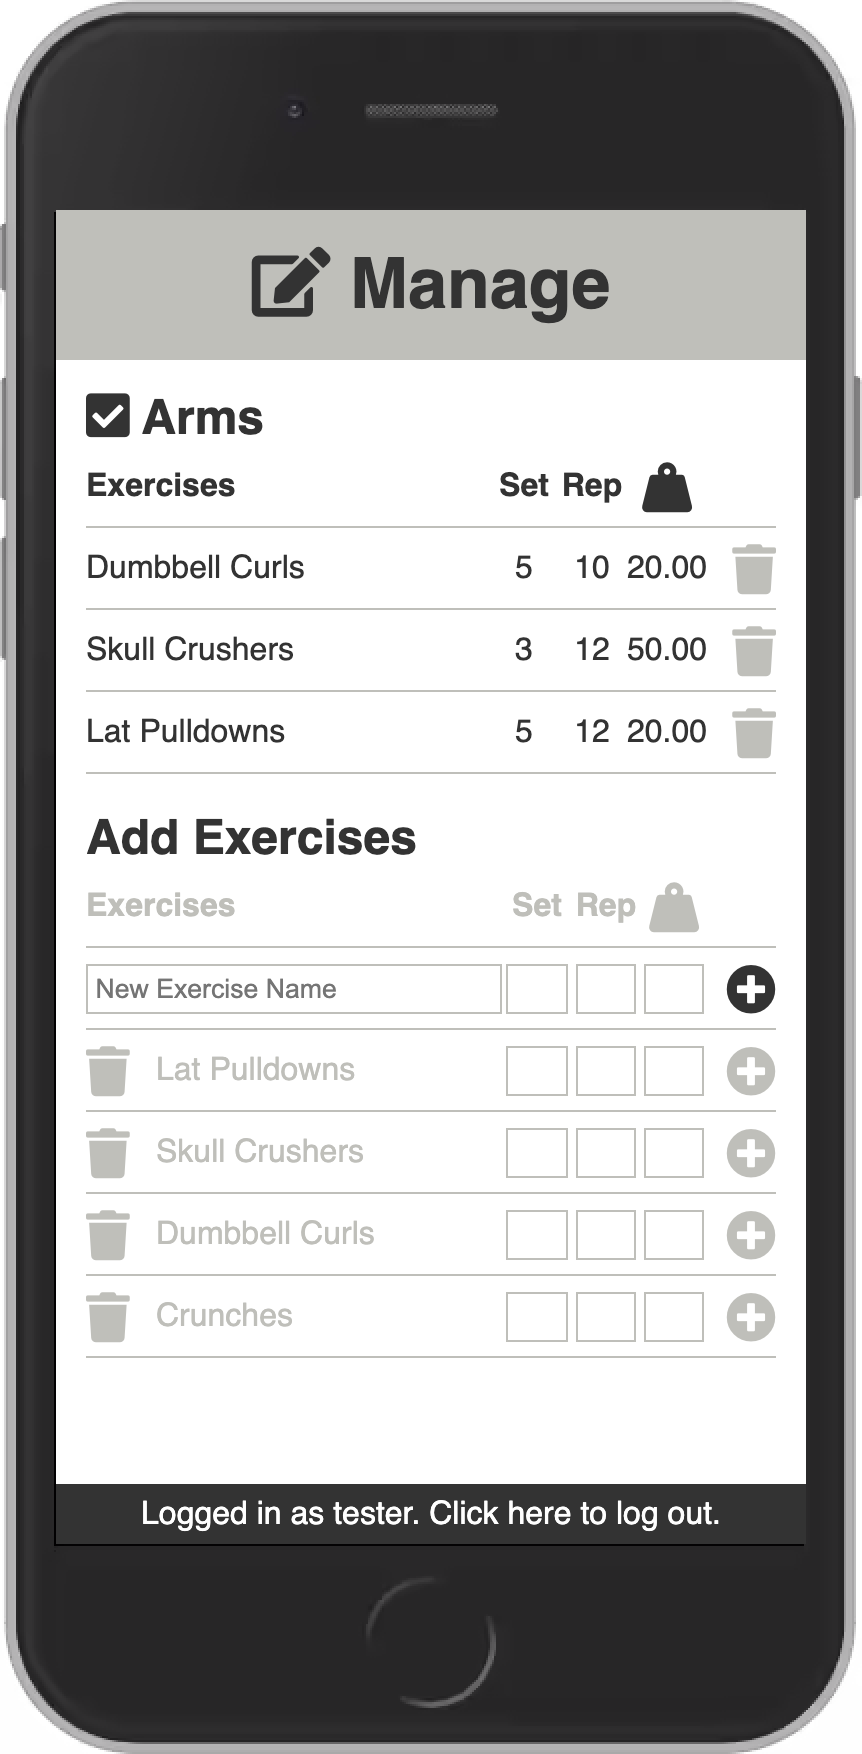 Manage
Arms
Exercises Set Rep
Dumbbell Curls 5 10 20.00
Skull Crushers 3 12 50.00
Lat Pulldowns 5 12 20.00
Add Exercises
Exercises Set Rep
New Exercise Name
Lat Pulldowns
Skull Crushers
Dumbbell Curls
Crunches
Logged in as tester. Click here to log out.